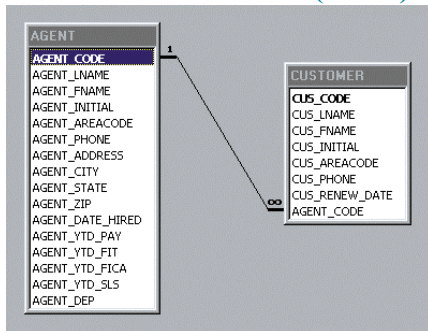 AGENT
AGENT_CODE
AGENT_LNAME
AGENT_FNAME
AGENT_INITIAL
AGENT_AREACODE
AGENT_PHONE
AGENT_ADDRESS
AGENT_CITY
AGENT_STATE
AGENT_ZIP
AGENT_DATE_HIRED
AGENT_YTD_PAY
AGENT_YTD_FIT
AGENT_YTD_FICA
AGENT_YTD_SLS
AGENT_DEP
1
∞
CUSTOMER
CUS_CODE
CUS_LNAME
CUS_FNAME
CUS_INITIAL
CUS_AREACODE
CUS_PHONE
CUS_RENEW_DATE
AGENT_CODE